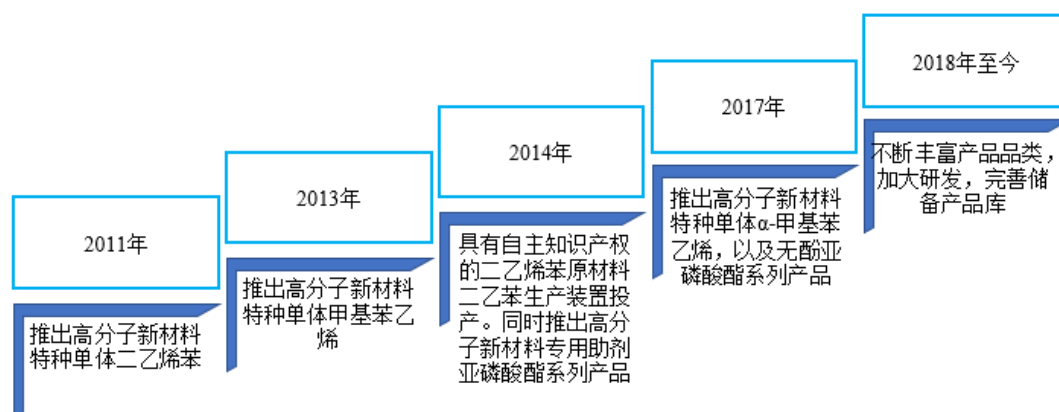 2011年
推出高分子新材料
特种单体二乙烯苯
2013年
推出高分子新材料
特种单体甲基苯乙
烯
2014年
具有自主知识产权
的二乙烯苯原材料
二乙苯生产装置投
产。同时推出高分
子新材料专用助剂
亚磷酸酯系列产品
2017年
推出高分子新材料
特种单体α-甲基苯
乙烯，以及无酚亚
磷酸酯系列产品
2018年至今
不断丰富产品品类，
加大研发，完善储
备产品库